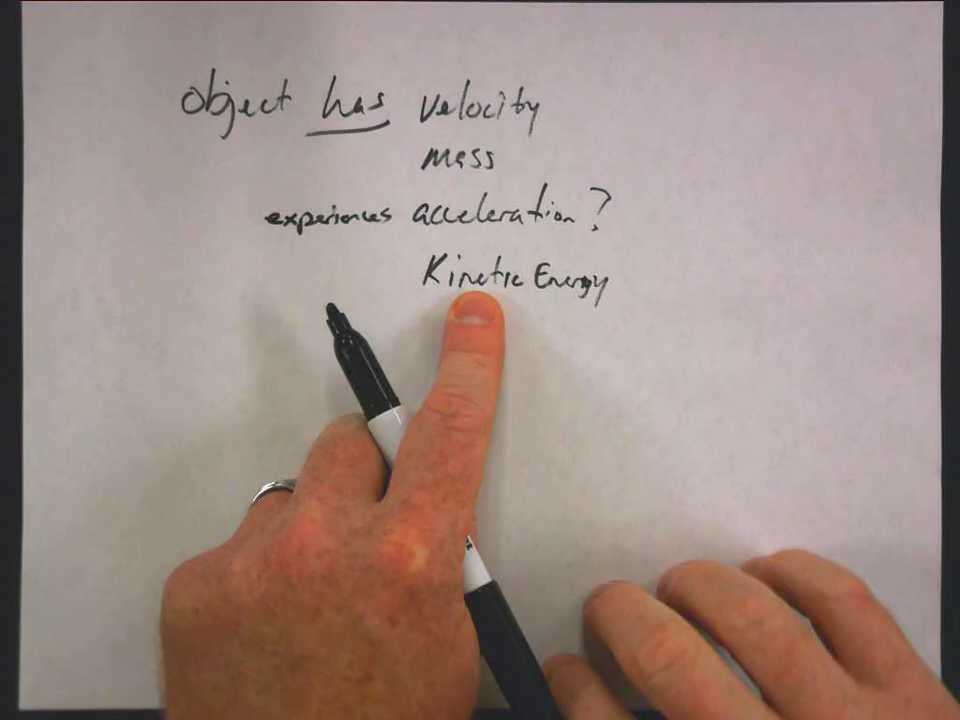 object has velocity
mass
experiences acceleration?
Kinetic Energy